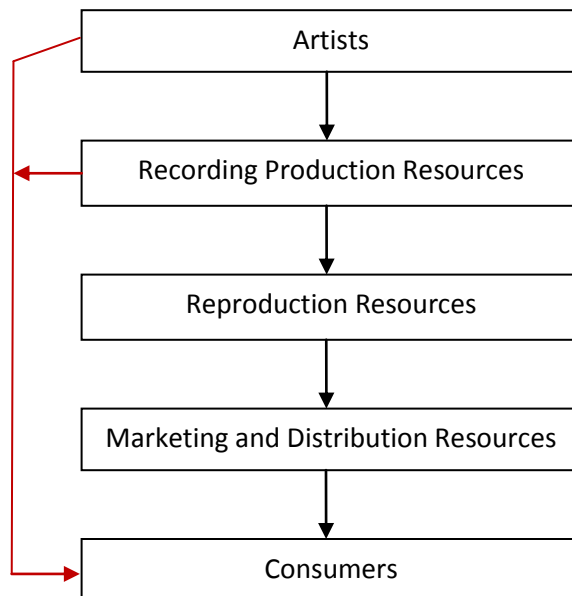 Artists
Recording Production Resources
Reproduction Resources
Marketing and Distribution Resources
Consumers